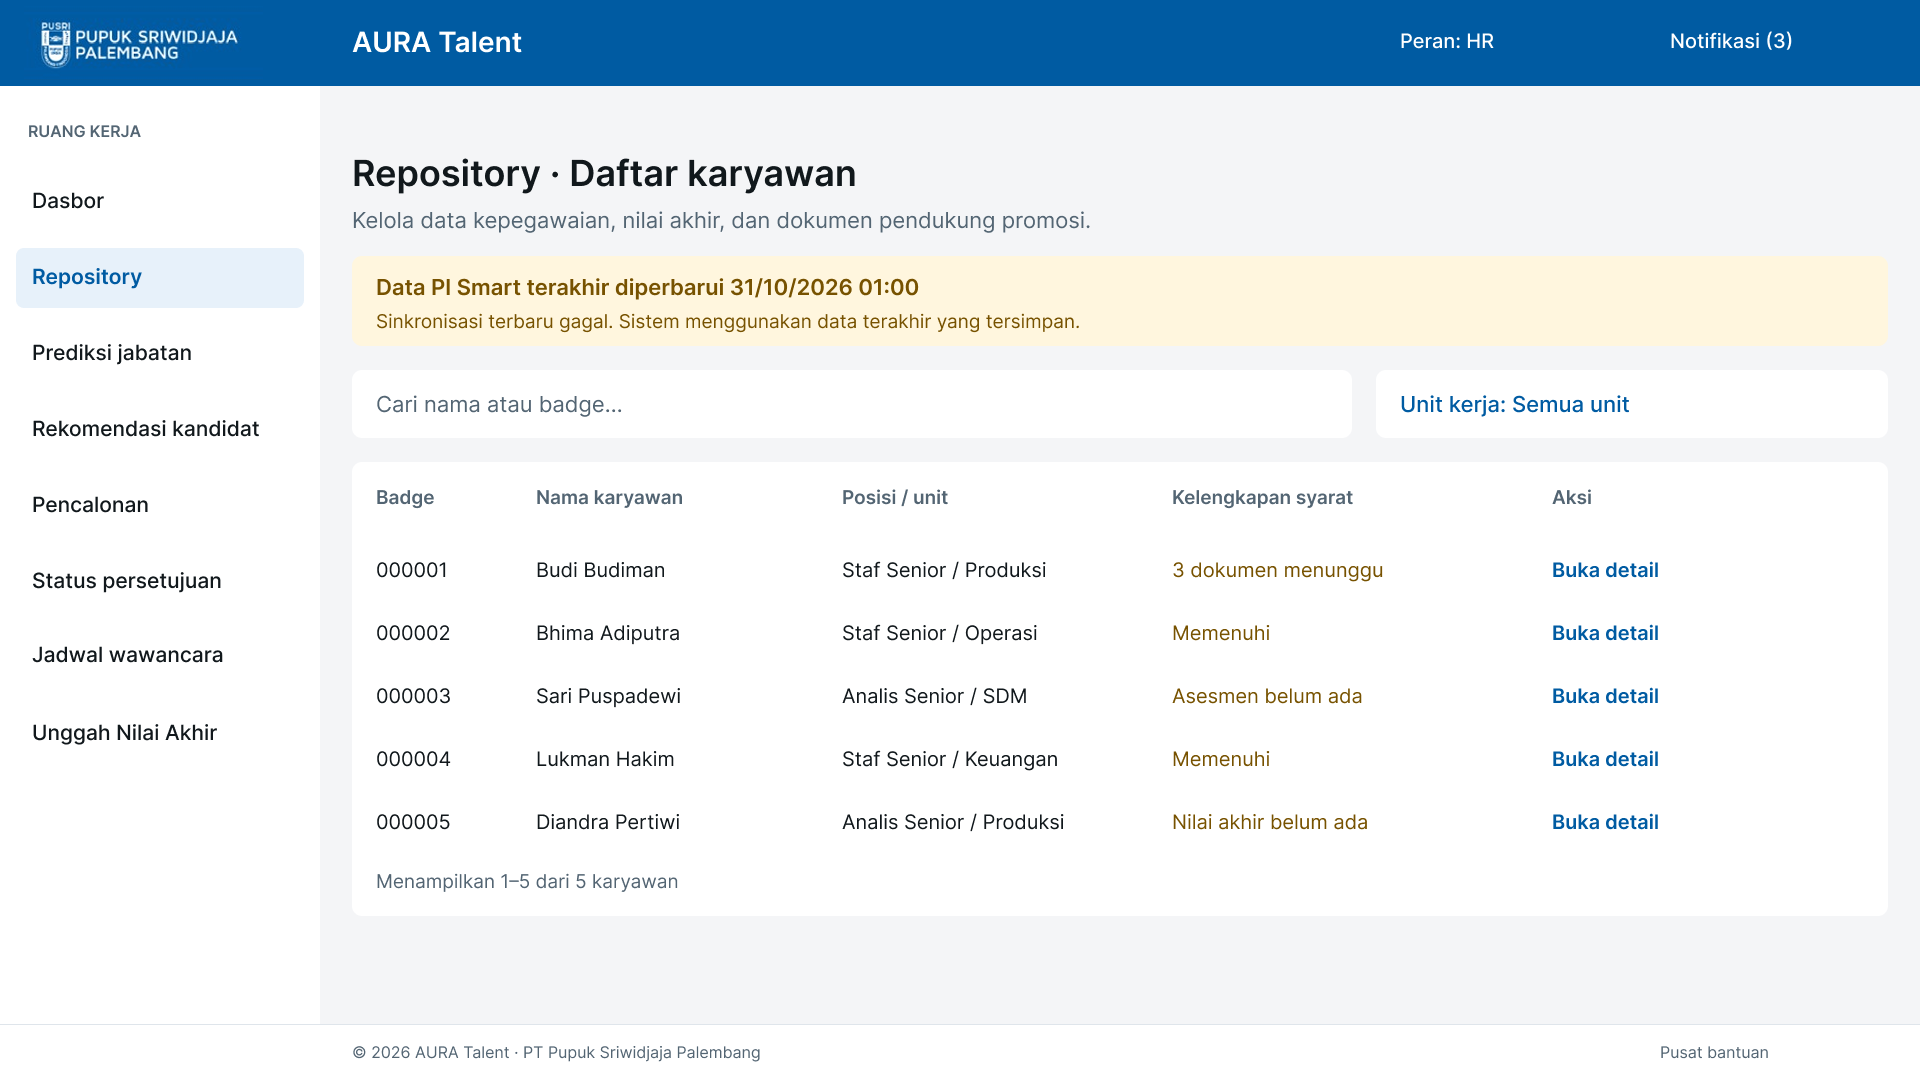 PUSRI
PUPUK SRIWIDJAJA
PALEMBANG
AURA Talent
Peran: HR
Notifikasi (3)
RUANG KERJA
Dasbor
Repository
Prediksi jabatan
Rekomendasi kandidat
Pencalonan
Status persetujuan
Jadwal wawancara
Unggah Nilai Akhir
Repository · Daftar karyawan
Kelola data kepegawaian, nilai akhir, dan dokumen pendukung promosi.
Data PI Smart terakhir diperbarui 31/10/2026 01:00
Sinkronisasi terbaru gagal. Sistem menggunakan data terakhir yang tersimpan.
Cari nama atau badge...
Unit kerja: Semua unit
Badge Nama karyawan Posisi / unit Kelengkapan syarat Aksi
000001 Budi Budiman Staf Senior / Produksi 3 dokumen menunggu Buka detail
000002 Bhima Adiputra Staf Senior / Operasi Memenuhi Buka detail
000003 Sari Puspadewi Analis Senior / SDM Asesmen belum ada Buka detail
000004 Lukman Hakim Staf Senior / Keuangan Memenuhi Buka detail
000005 Diandra Pertiwi Analis Senior / Produksi Nilai akhir belum ada Buka detail
Menampilkan 1–5 dari 5 karyawan
© 2026 AURA Talent · PT Pupuk Sriwidjaja Palembang
Pusat bantuan